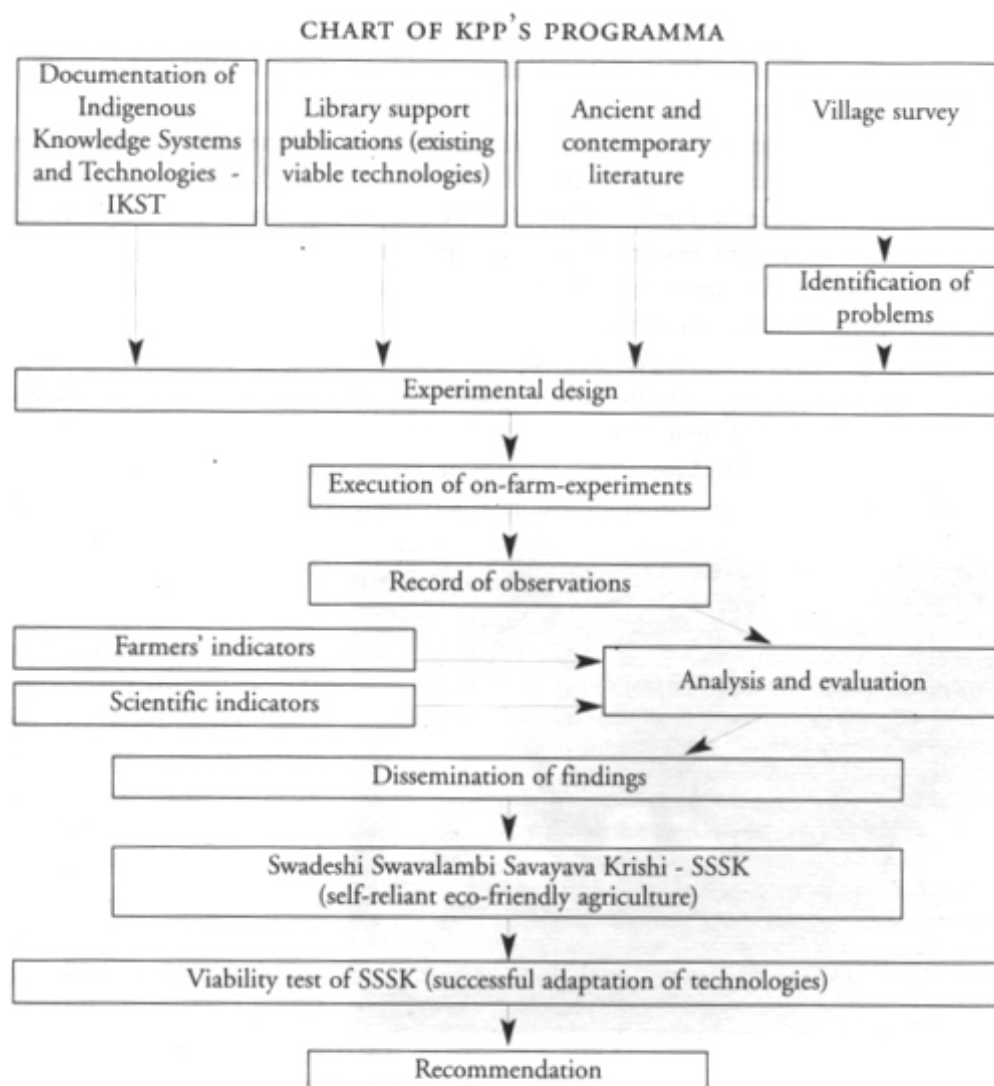 CHART OF KPP'S PROGRAMMA
Documentation of
Indigenous
Knowledge Systems
and Technologies -
IKST
Library support
publications (existing
viable technologies)
Ancient and
contemporary
literature
Village survey
Identification of
problems
Experimental design
Execution of on-farm-experiments
Record of observations
Farmers' indicators
Scientific indicators
Analysis and evaluation
Dissemination of findings
Swadeshi Swavalambi Savayava Krishi - SSSK
(self-reliant eco-friendly agriculture)
Viability test of SSSK (successful adaptation of technologies)
Recommendation